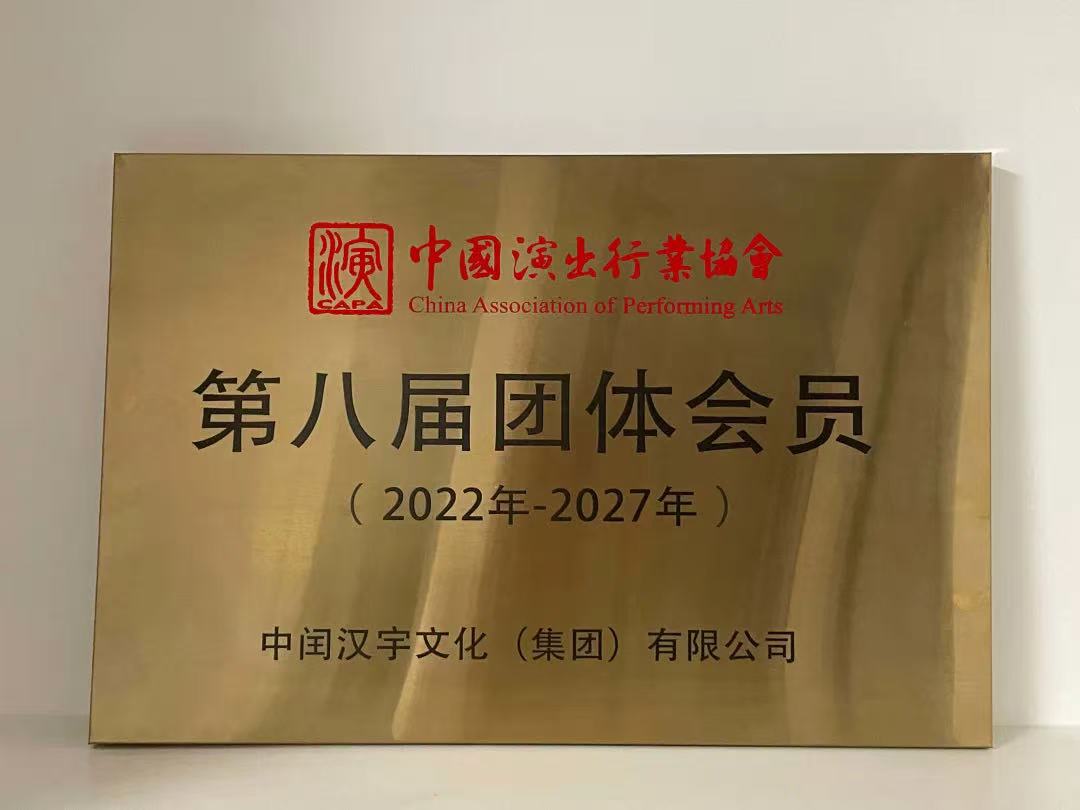 演 中國演出行業協會
CAPA China Association of Performing Arts
第八届团体会员
（2022年-2027年）
中闰汉宇文化（集团）有限公司